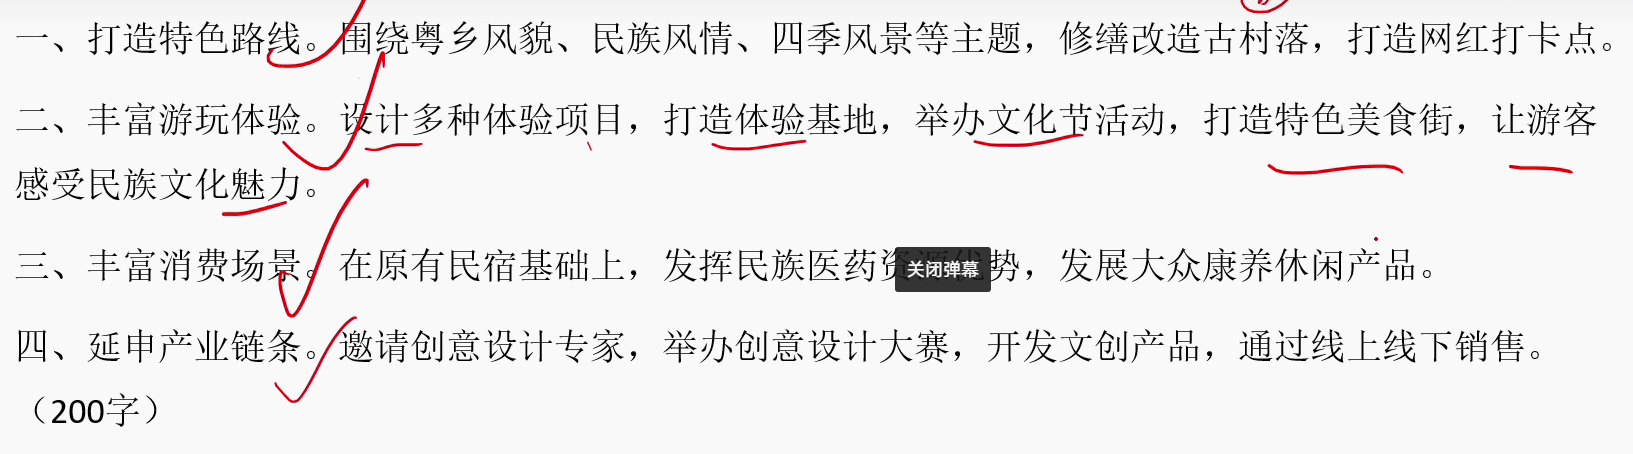 一、打造特色路线。围绕粤乡风貌、民族风情、四季风景等主题，修缮改造古村落，打造网红打卡点。
二、丰富游玩体验。设计多种体验项目，打造体验基地，举办文化节活动，打造特色美食街，让游客
感受民族文化魅力。
三、丰富消费场景。在原有民宿基础上，发挥民族医药资源优势，发展大众康养休闲产品。
关闭弹幕
四、延申产业链条。邀请创意设计专家，举办创意设计大赛，开发文创产品，通过线上线下销售。
（200字）